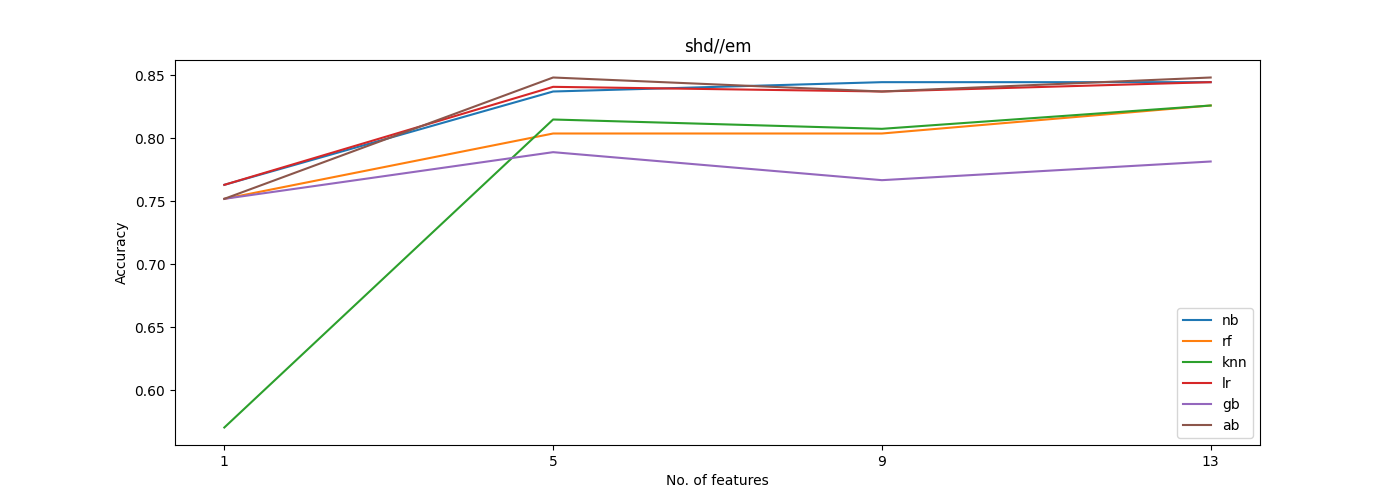 shd//em
0.85
0.80
0.75
0.70
0.65
0.60
Accuracy
1 5 9 13
No. of features
nb
rf
knn
lr
gb
ab